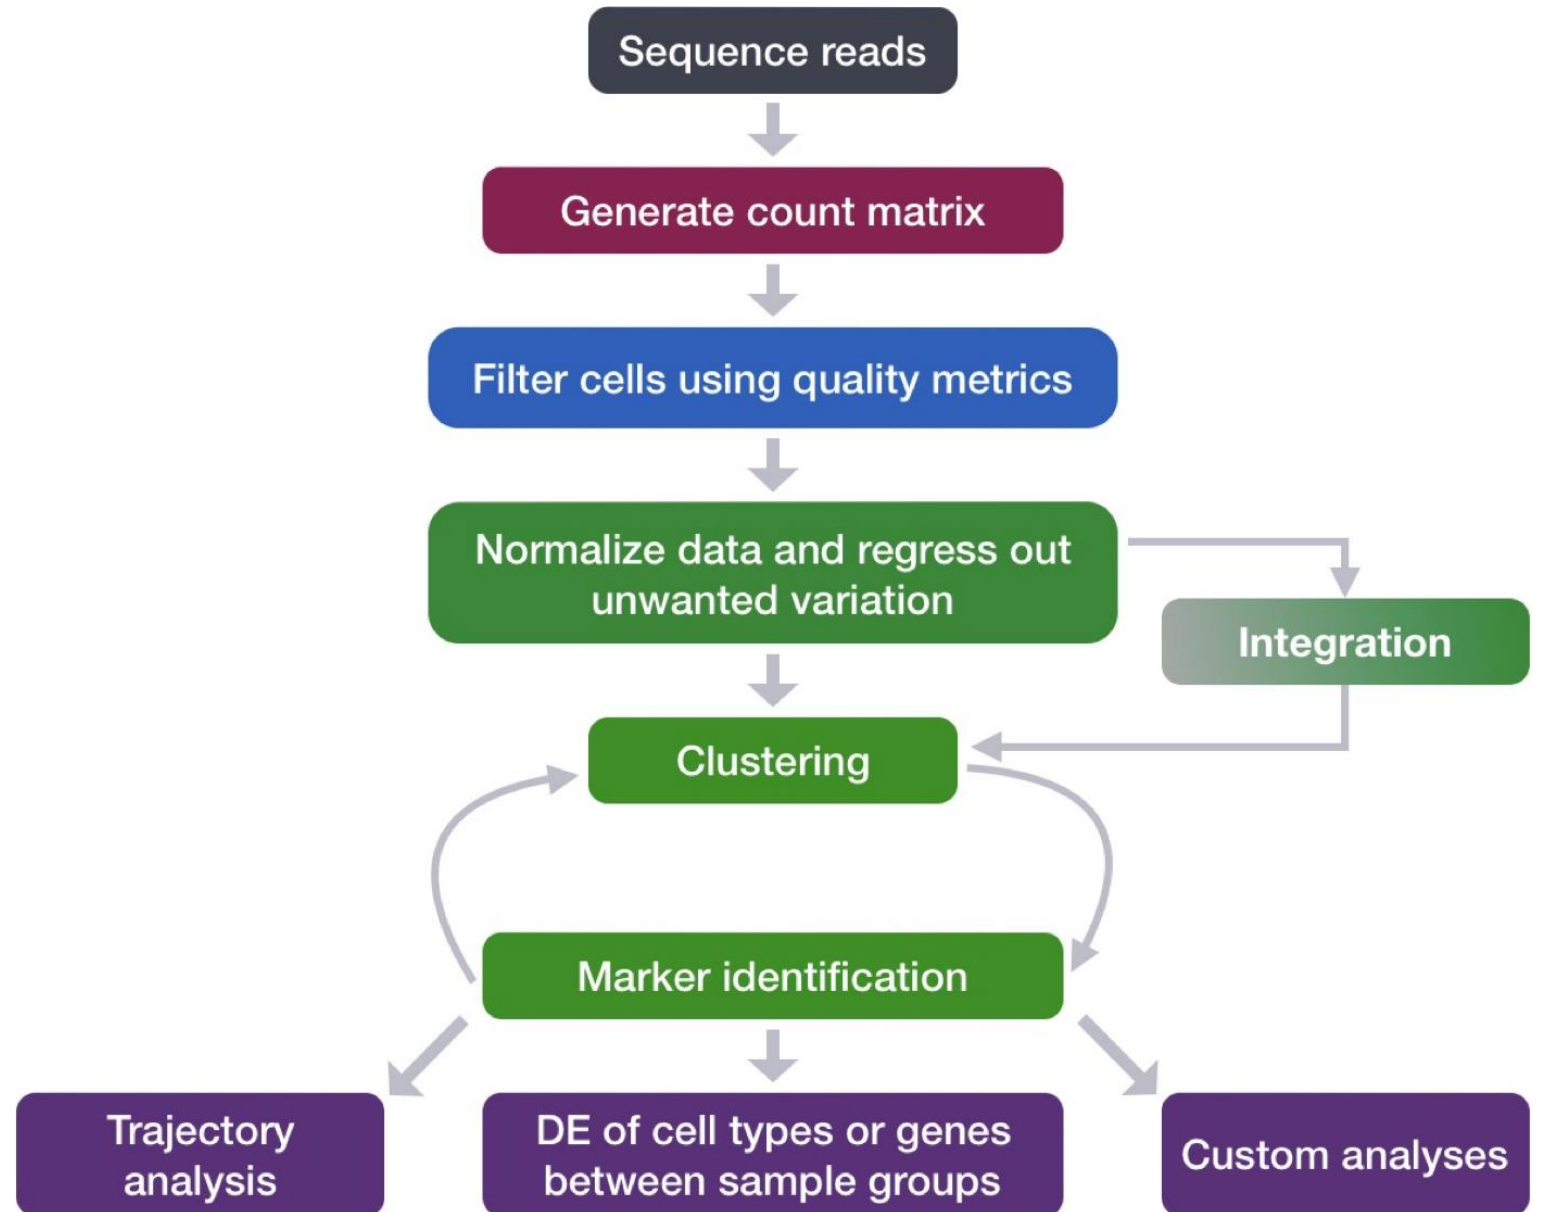 Sequence reads
Generate count matrix
Filter cells using quality metrics
Normalize data and regress out
unwanted variation
Integration
Clustering
Marker identification
Trajectory
analysis
DE of cell types or genes
between sample groups
Custom analyses